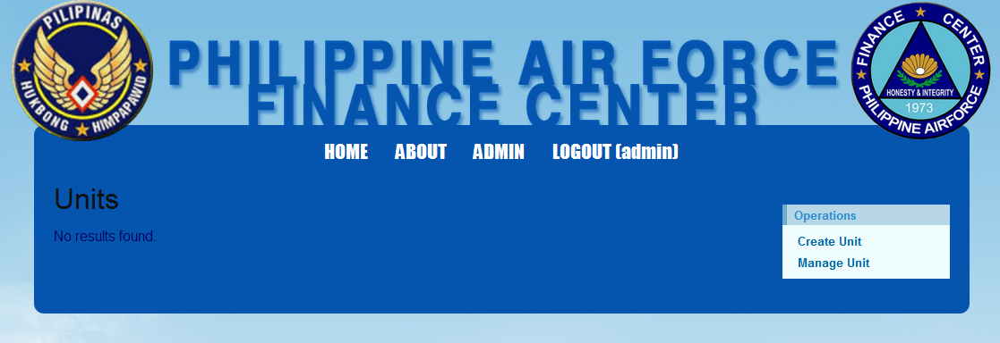 PILIPINAS
HUKBONG HIMPAPAWID
PHILIPPINE AIR FORCE
FINANCE CENTER
FINANCE CENTER
HONESTY & INTEGRITY
1973
PHILIPPINE AIRFORCE
HOME ABOUT ADMIN LOGOUT (admin)
Units
No results found.
Operations
Create Unit
Manage Unit